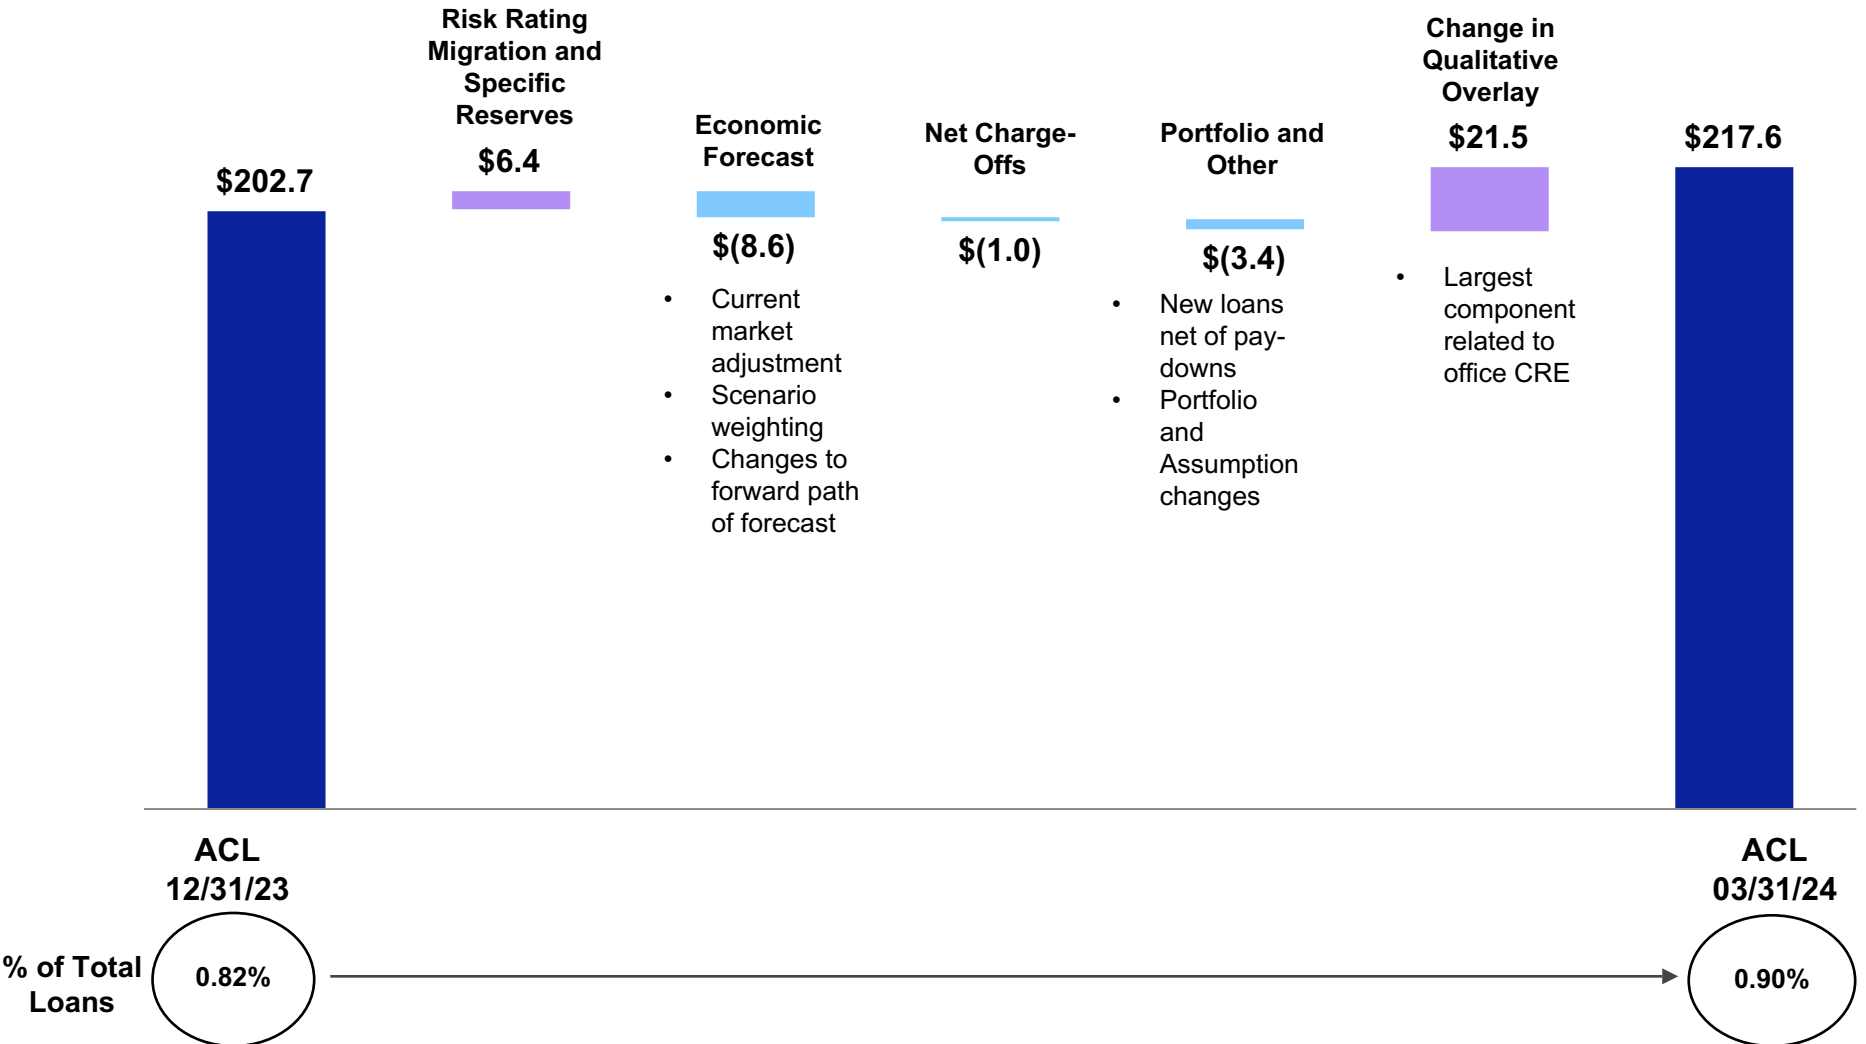 $202.7
Risk Rating
Migration and
Specific
Reserves
$6.4
Economic
Forecast
$(8.6)
• Current
market
adjustment
• Scenario
weighting
• Changes to
forward path
of forecast
Net Charge-
Offs
$(1.0)
Portfolio and
Other
$(3.4)
• New loans
net of pay-
downs
• Portfolio
and
Assumption
changes
Change in
Qualitative
Overlay
$21.5
• Largest
component
related to
office CRE
$217.6
ACL
12/31/23
ACL
03/31/24
% of Total
Loans
0.82%
0.90%